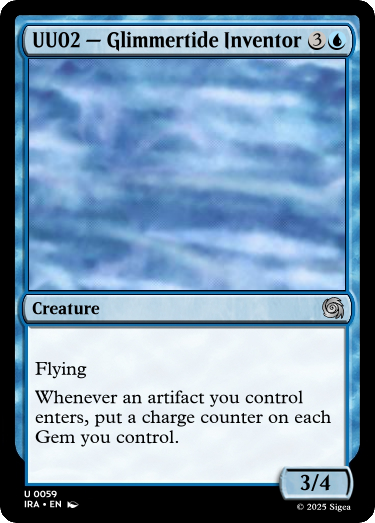 UU02 — Glimmertide Inventor 3
Creature
Flying
Whenever an artifact you control
enters, put a charge counter on each
Gem you control.
3/4
U 0059
IRA • EN
© 2025 Sigea